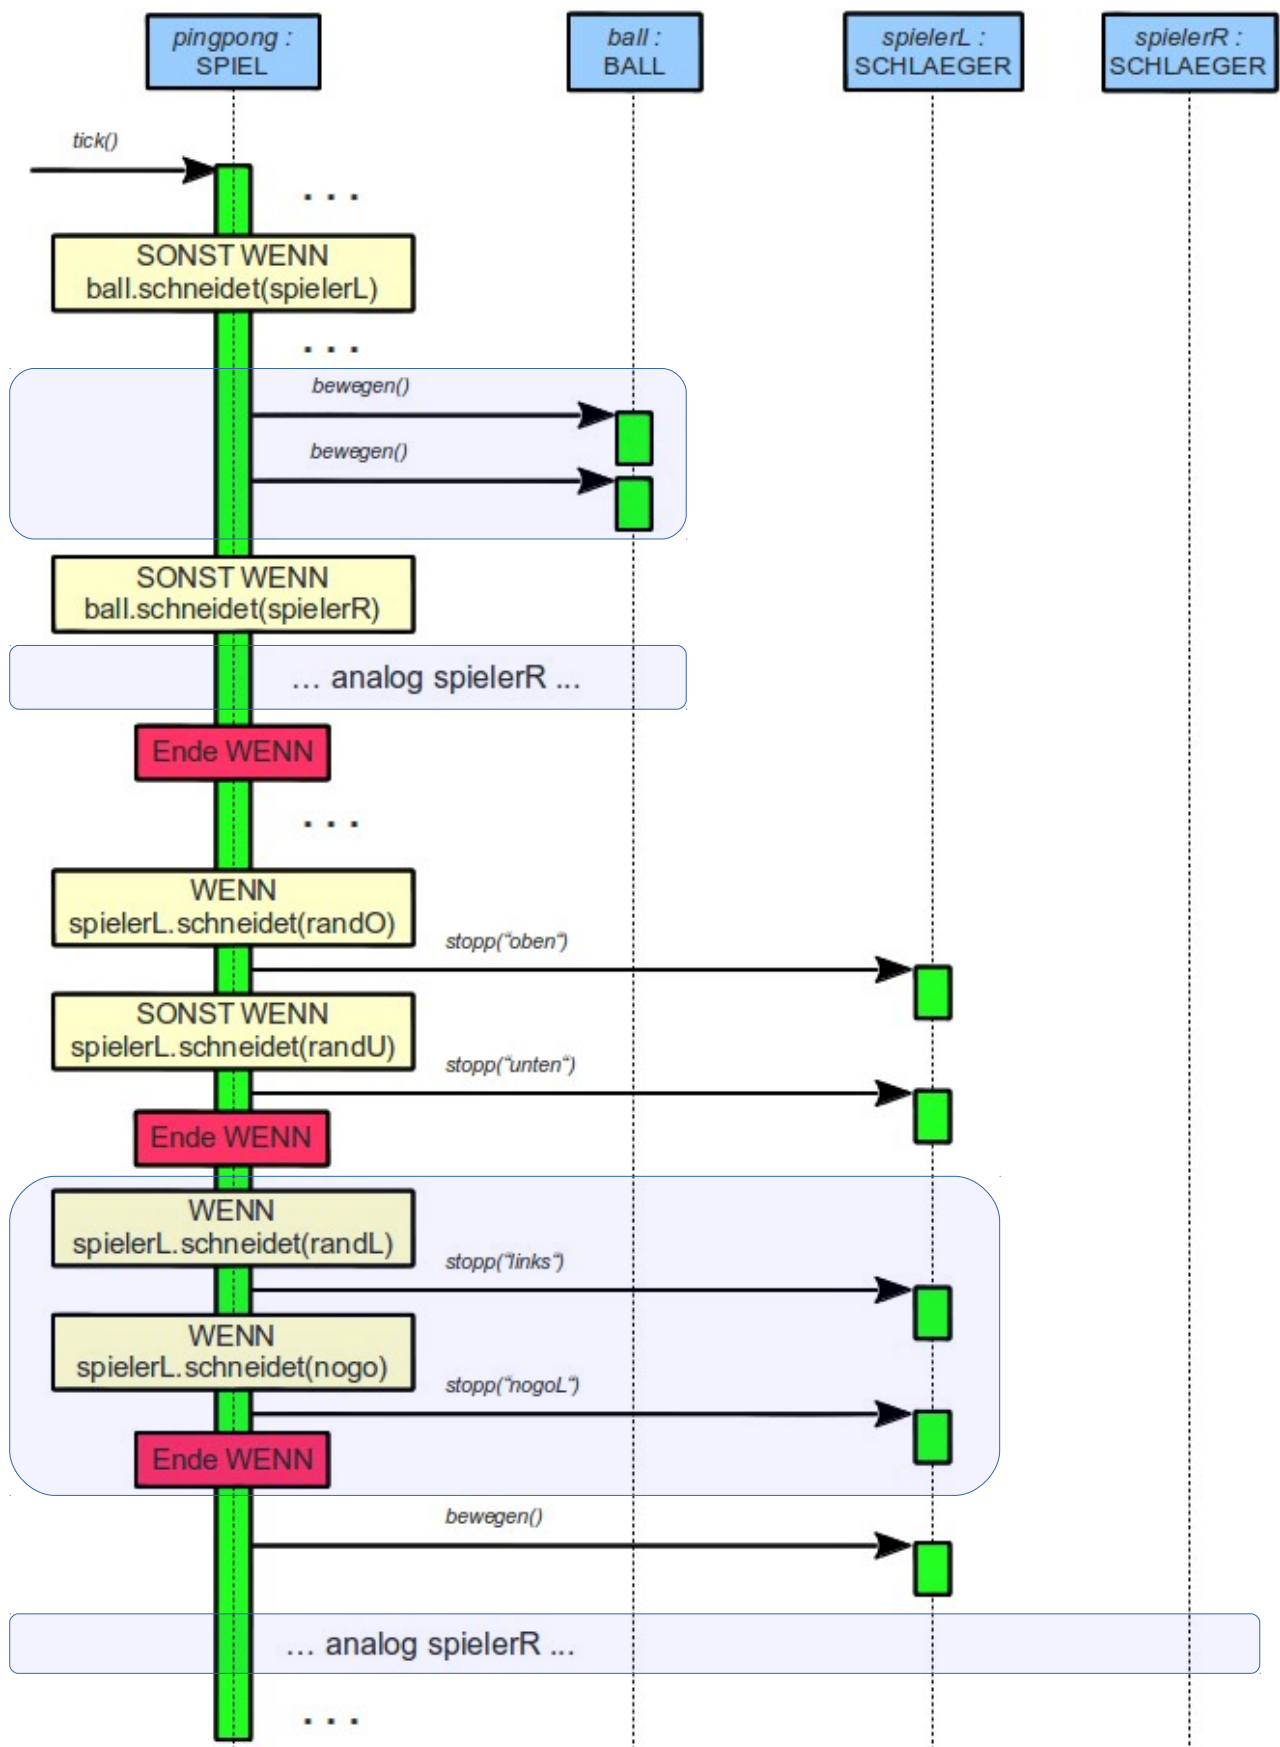 pingpong :
SPIEL
ball :
BALL
spielerL :
SCHLAEGER
spielerR :
SCHLAEGER
tick()
. . .
SONST WENN
ball.schneidet(spielerL)
. . .
bewegen()
bewegen()
SONST WENN
ball.schneidet(spielerR)
... analog spielerR ...
Ende WENN
. . .
WENN
spielerL.schneidet(randO)
stopp(“oben“)
SONST WENN
spielerL.schneidet(randU)
stopp(“unten“)
Ende WENN
WENN
spielerL.schneidet(randL)
stopp(“links“)
WENN
spielerL.schneidet(nogo)
stopp(“nogoL“)
Ende WENN
bewegen()
... analog spielerR ...
. . .